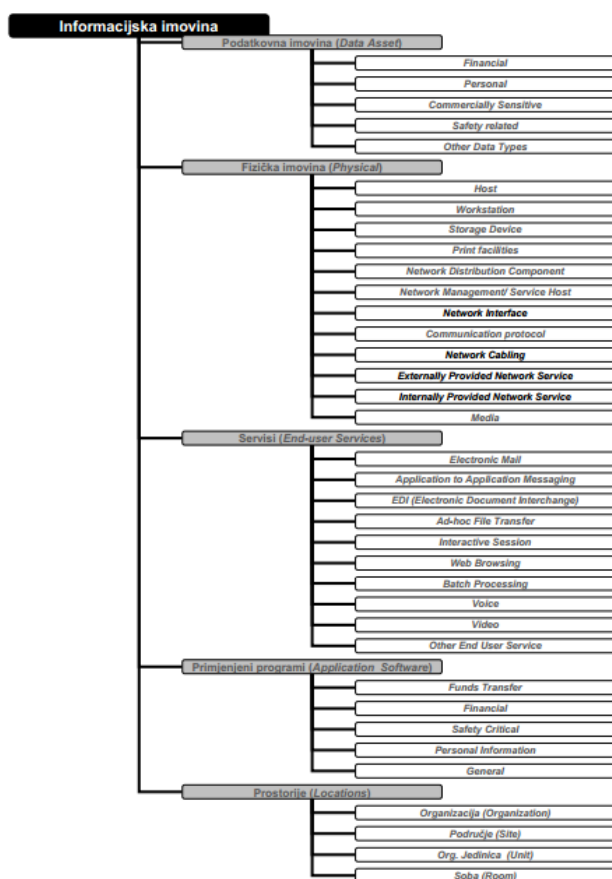 Informacijska imovina
Podatkovna imovina (Data Asset)
Financial
Personal
Commercially Sensitive
Safety related
Other Data Types
Fizička imovina (Physical)
Host
Workstation
Storage Device
Print facilities
Network Distribution Component
Network Management/ Service Host
Network Interface
Communication protocol
Network Cabling
Externally Provided Network Service
Internally Provided Network Service
Media
Servisi (End-user Services)
Electronic Mail
Application to Application Messaging
EDI (Electronic Document Interchange)
Ad-hoc File Transfer
Interactive Session
Web Browsing
Batch Processing
Voice
Video
Other End User Service
Primjenjeni programi (Application Software)
Funds Transfer
Financial
Safety Critical
Personal Information
General
Prostorije (Locations)
Organizacija (Organization)
Područje (Site)
Org. Jedinica (Unit)
Soba (Room)